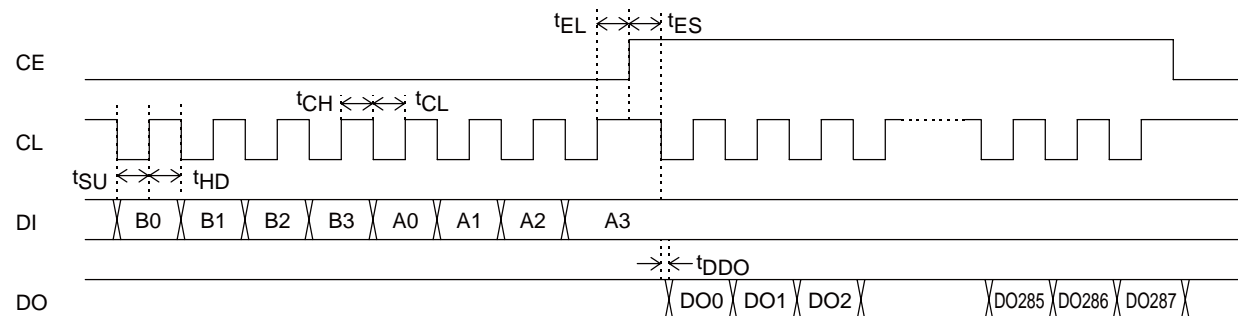 tEL tES
CE
tCH tCL
CL
tSU tHD
DI B0 B1 B2 B3 A0 A1 A2 A3
tDDO
DO DO0 DO1 DO2 DO285 DO286 DO287